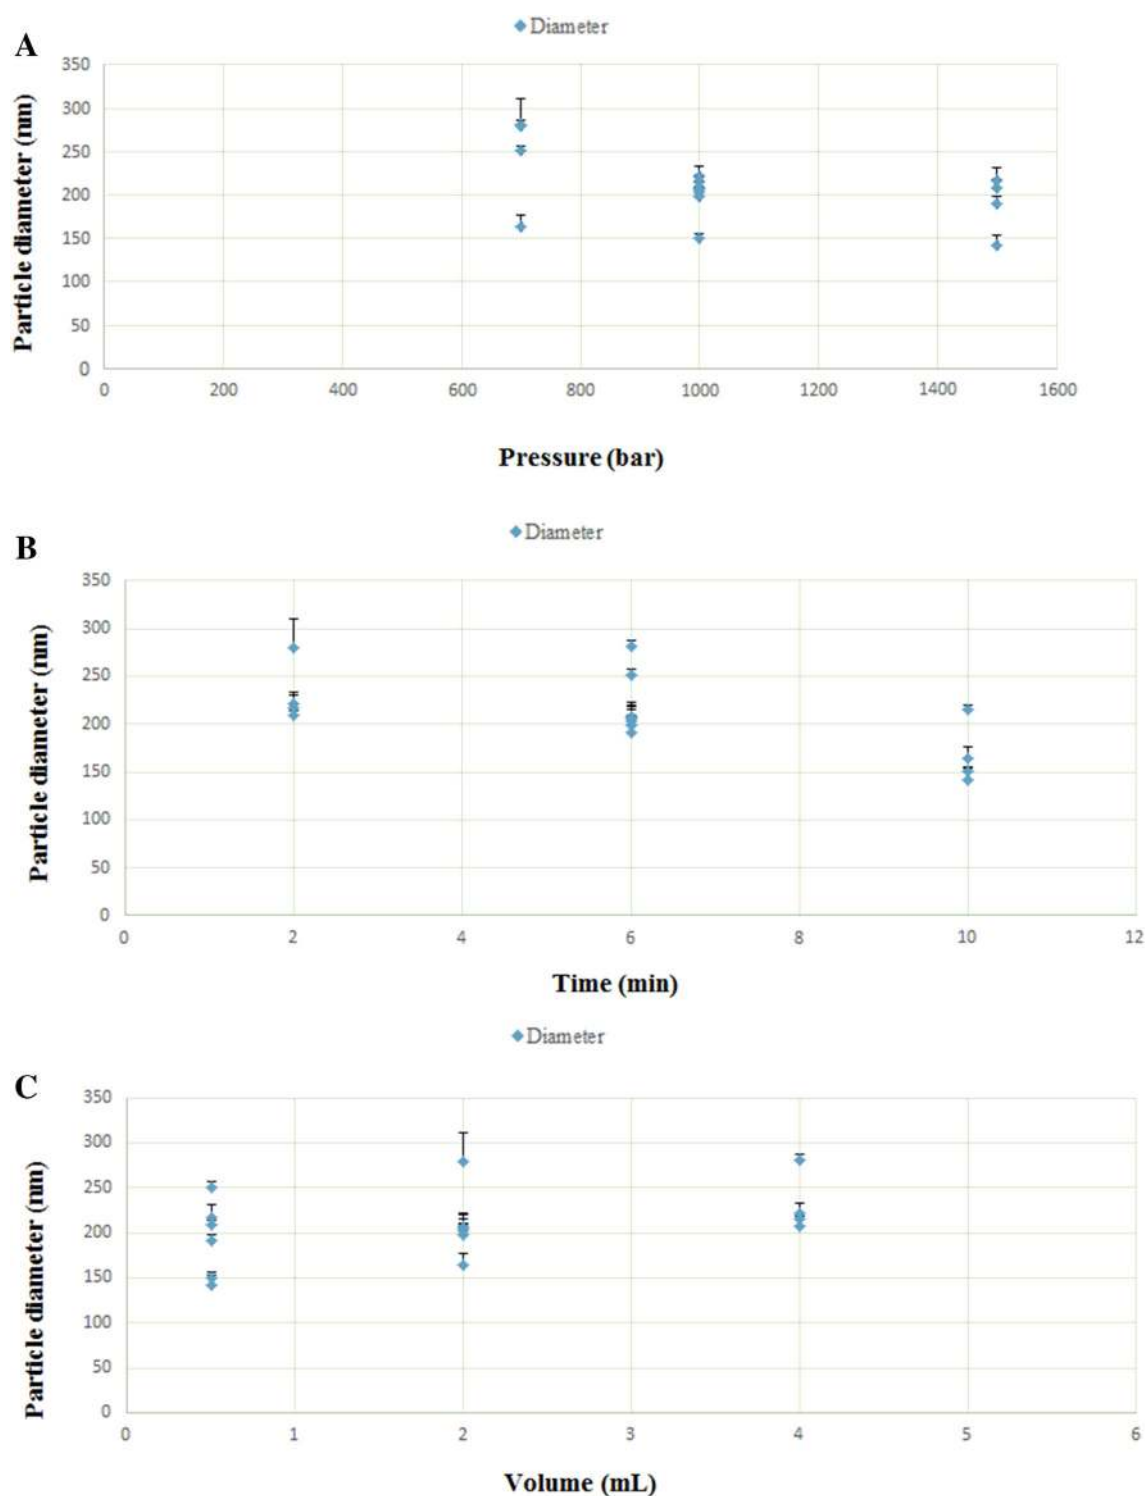 A
Diameter
Particle diameter (nm)
350
300
250
200
150
100
50
0
0 200 400 600 800 1000 1200 1400 1600
Pressure (bar)
B
Diameter
Particle diameter (nm)
350
300
250
200
150
100
50
0
0 2 4 6 8 10 12
Time (min)
C
Diameter
Particle diameter (nm)
350
300
250
200
150
100
50
0
0 1 2 3 4 5 6
Volume (mL)